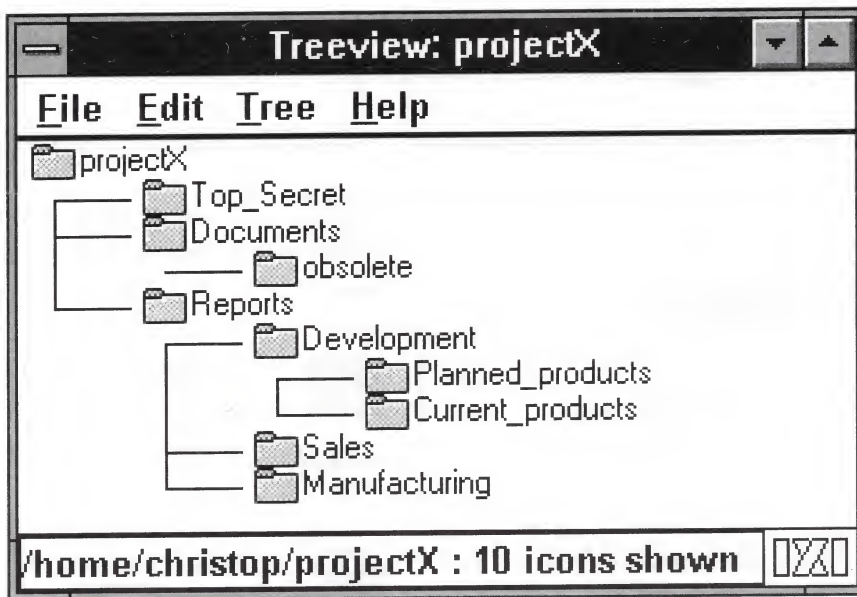 Treeview: projectX
File Edit Tree Help
projectX
Top_Secret
Documents
obsolete
Reports
Development
Planned_products
Current_products
Sales
Manufacturing
/home/christop/projectX : 10 icons shown